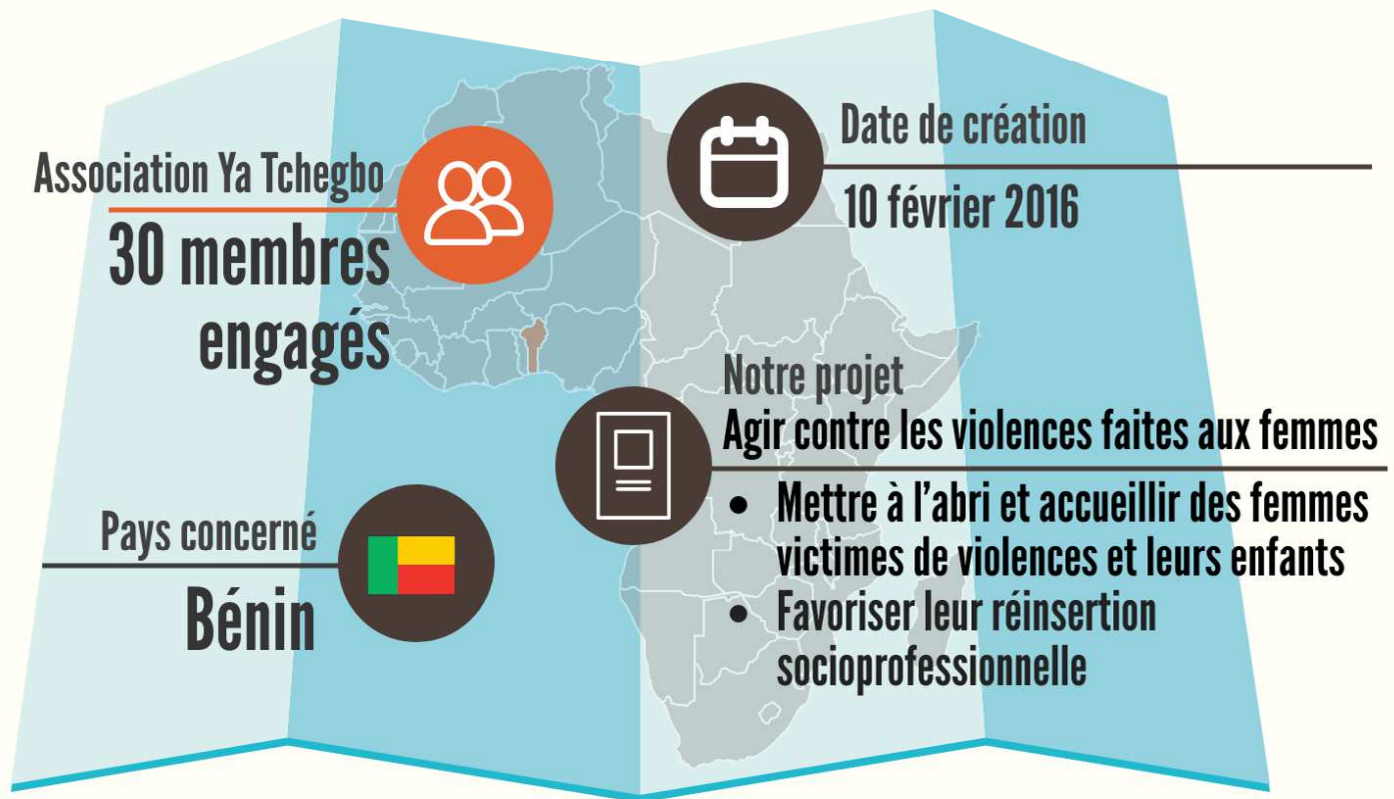 Association Ya Tchegbo
30 membres
engagés
Date de création
10 février 2016
Notre projet
Agir contre les violences faites aux femmes
• Mettre à l'abri et accueillir des femmes
victimes de violences et leurs enfants
• Favoriser leur réinsertion
socioprofessionnelle
Pays concerné
Bénin